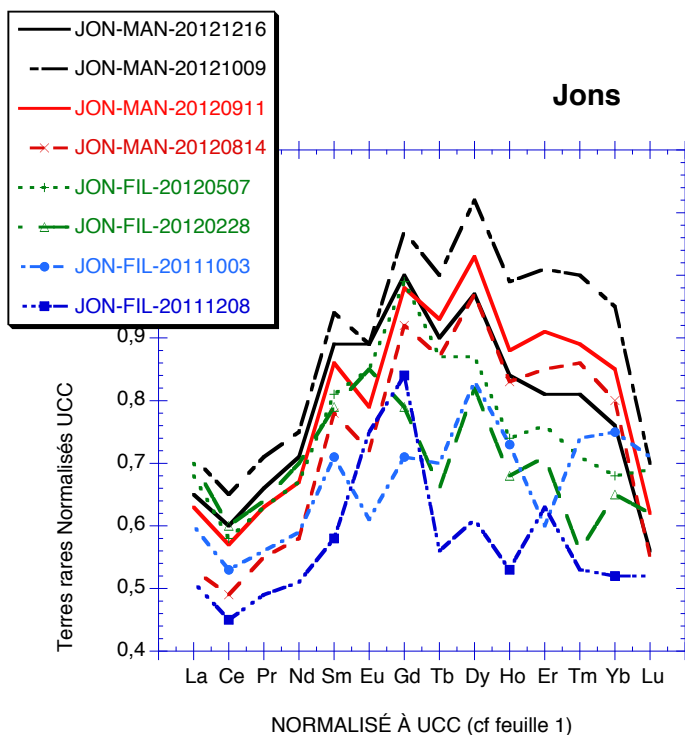 JON-MAN-20121216
JON-MAN-20121009
JON-MAN-20120911
JON-MAN-20120814
JON-FIL-20120507
JON-FIL-20120228
JON-FIL-20111003
JON-FIL-20111208
Jons
Terres rares Normalisés UCC
0,9
0,8
0,7
0,6
0,5
0,4
La Ce Pr Nd Sm Eu Gd Tb Dy Ho Er Tm Yb Lu
NORMALISÉ À UCC (cf feuille 1)